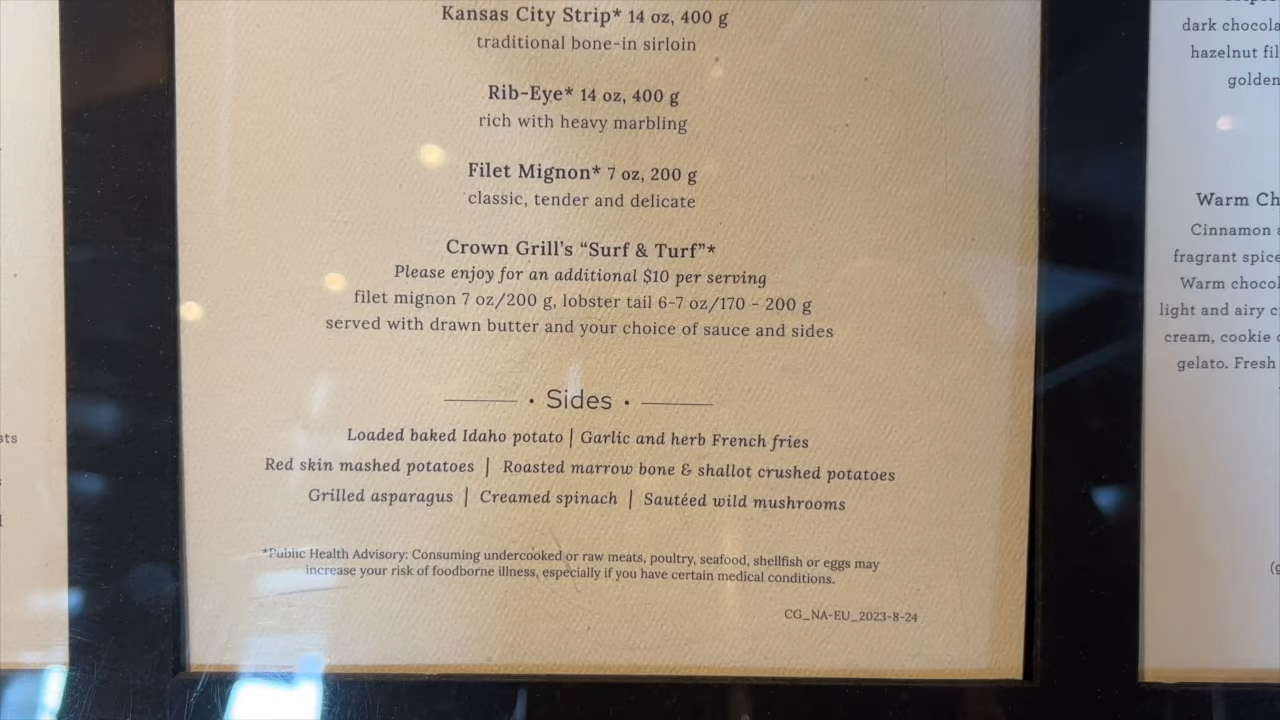 Kansas City Strip* 14 oz, 400 g
traditional bone-in sirloin
Rib-Eye* 14 oz, 400 g
rich with heavy marbling
Filet Mignon* 7 oz, 200 g
classic, tender and delicate
Crown Grill's “Surf & Turf”*
Please enjoy for an additional $10 per serving
filet mignon 7 oz/200 g, lobster tail 6-7 oz/170 - 200 g
served with drawn butter and your choice of sauce and sides
· Sides ·
Loaded baked Idaho potato | Garlic and herb French fries
Red skin mashed potatoes | Roasted marrow bone & shallot crushed potatoes
Grilled asparagus | Creamed spinach | Sautéed wild mushrooms
*Public Health Advisory: Consuming undercooked or raw meats, poultry, seafood, shellfish or eggs may
increase your risk of foodborne illness, especially if you have certain medical conditions.
CG_NA-EU_2023-8-24
dark
hazelnut
golden
Warm
Cinnamon
fragrant
Warm
light and airy
cream, cookie
gelato. Fresh